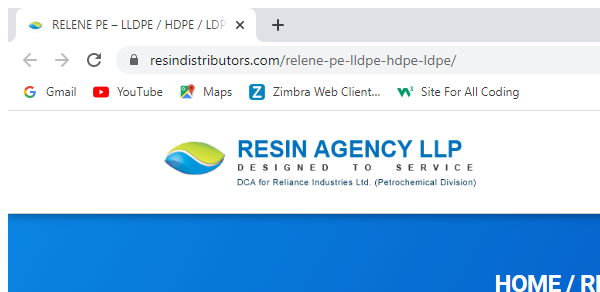 RELENE PE – LLDPE / HDPE / LDP
resindistributors.com/relene-pe-lldpe-hdpe-ldpe/
Gmail YouTube Maps Zimbra Web Client... Site For All Coding
RESIN AGENCY LLP
DESIGNED TO SERVICE
DCA for Reliance Industries Ltd. (Petrochemical Division)
HOME / RE